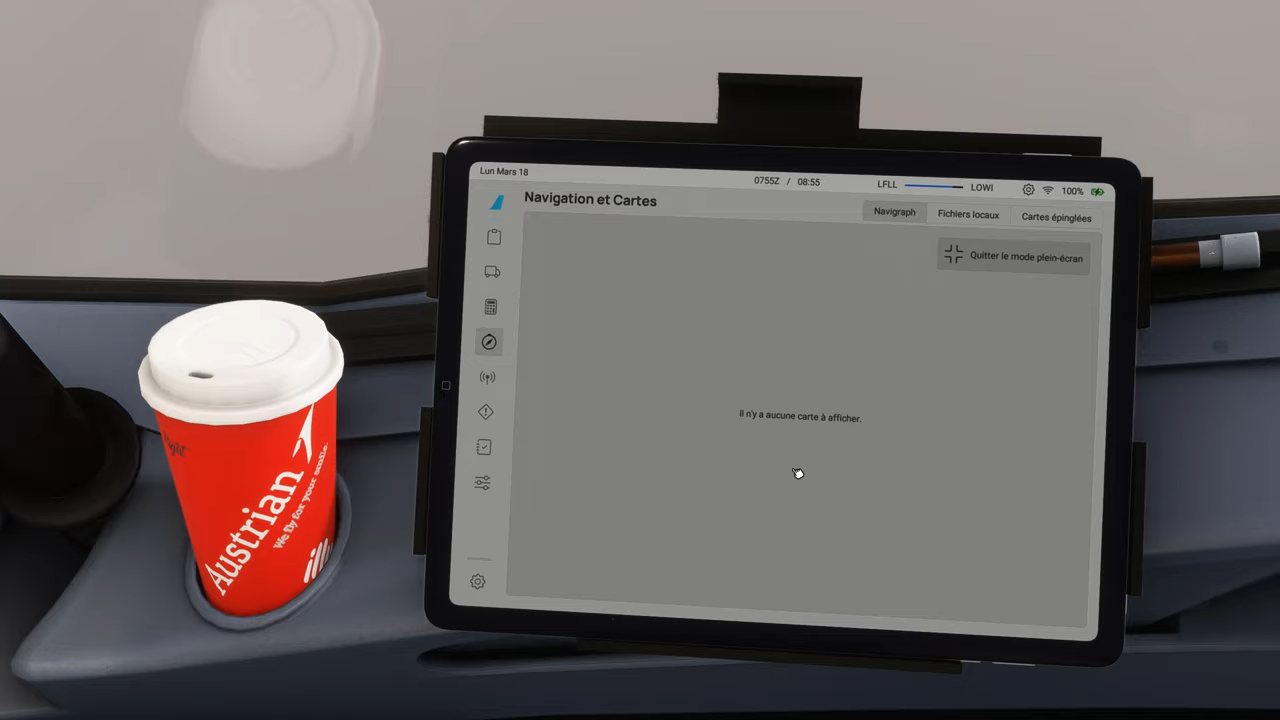 Lun Mars 18
0755Z / 08:55
LFLL
LOWI
100%
Navigation et Cartes
Navigraph
Fichiers locaux
Cartes épinglées
Quitter le mode plein-écran
Il n'y a aucune carte à afficher.
Austrian
We fly for your smile.